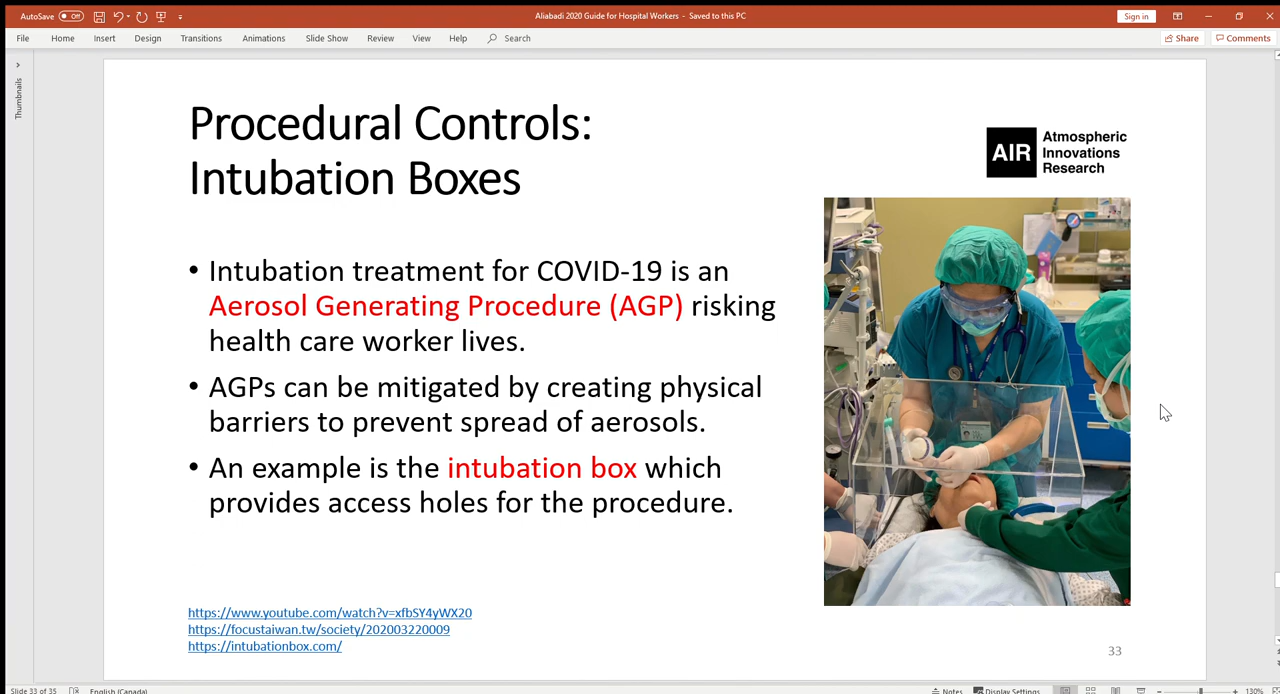 AutoSave Off
Aliabadi 2020 Guide for Hospital Workers - Saved to this PC
Sign in
File Home Insert Design Transitions Animations Slide Show Review View Help Search
Share Comments
Thumbnails
Procedural Controls:
Intubation Boxes
AIR
Atmospheric
Innovations
Research
• Intubation treatment for COVID-19 is an
Aerosol Generating Procedure (AGP) risking
health care worker lives.
• AGPs can be mitigated by creating physical
barriers to prevent spread of aerosols.
• An example is the intubation box which
provides access holes for the procedure.
https://www.youtube.com/watch?v=xfbSY4yWX20
https://focustaiwan.tw/society/202003220009
https://intubationbox.com/
33
Slide 33 of 35 English (Canada) Notes Display Settings 130%